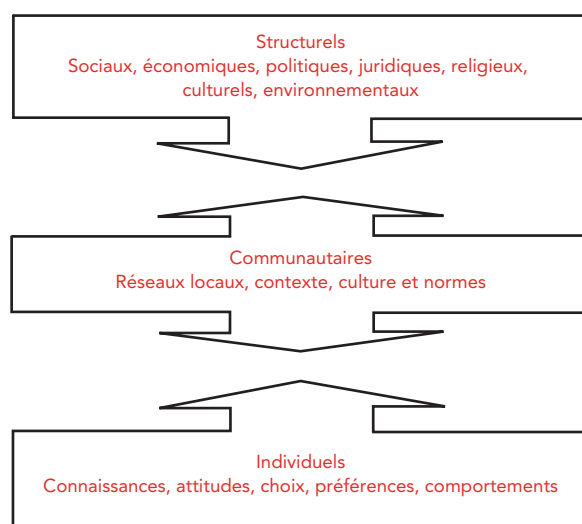 Structurels
Sociaux, économiques, politiques, juridiques, religieux,
culturels, environnementaux
Communautaires
Réseaux locaux, contexte, culture et normes
Individuels
Connaissances, attitudes, choix, préférences, comportements